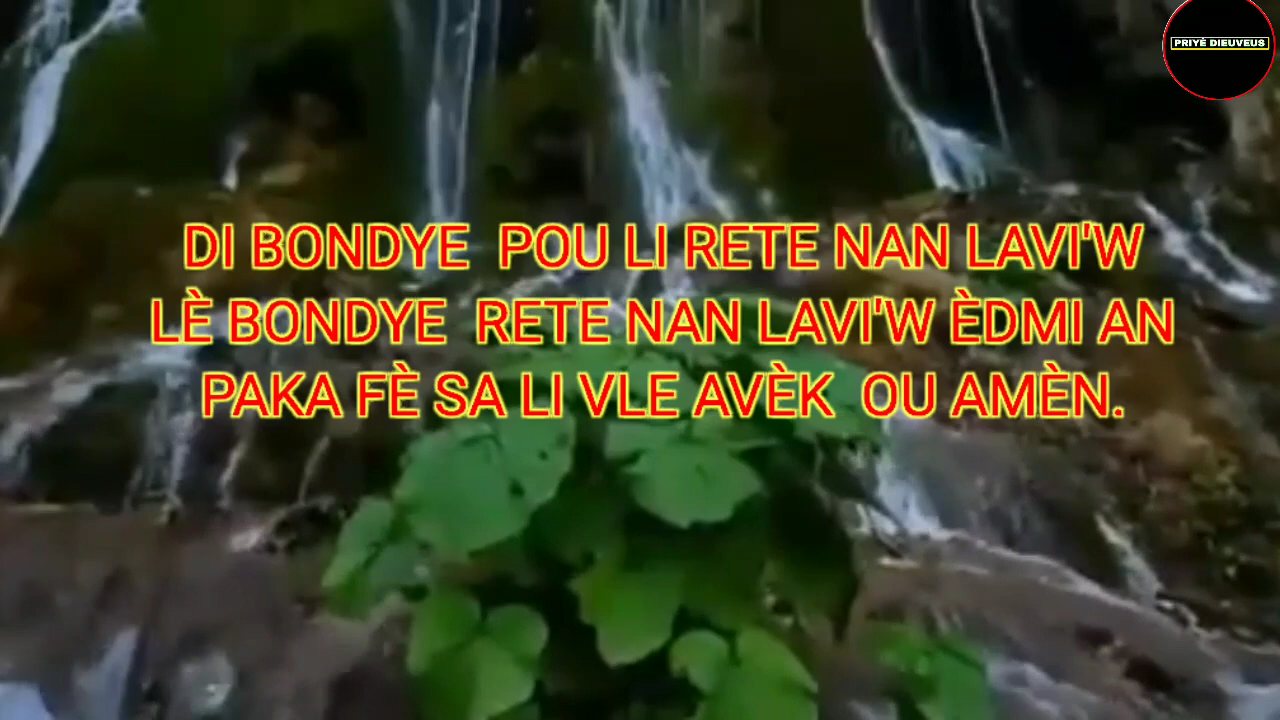 PRIYÈ DIEUVEUS
DI BONDYE POU LI RETE NAN LAVI'W
LÈ BONDYE RETE NAN LAVI'W ÈDMI AN
PAKA FÈ SA LI VLE AVÈK OU AMÈN.